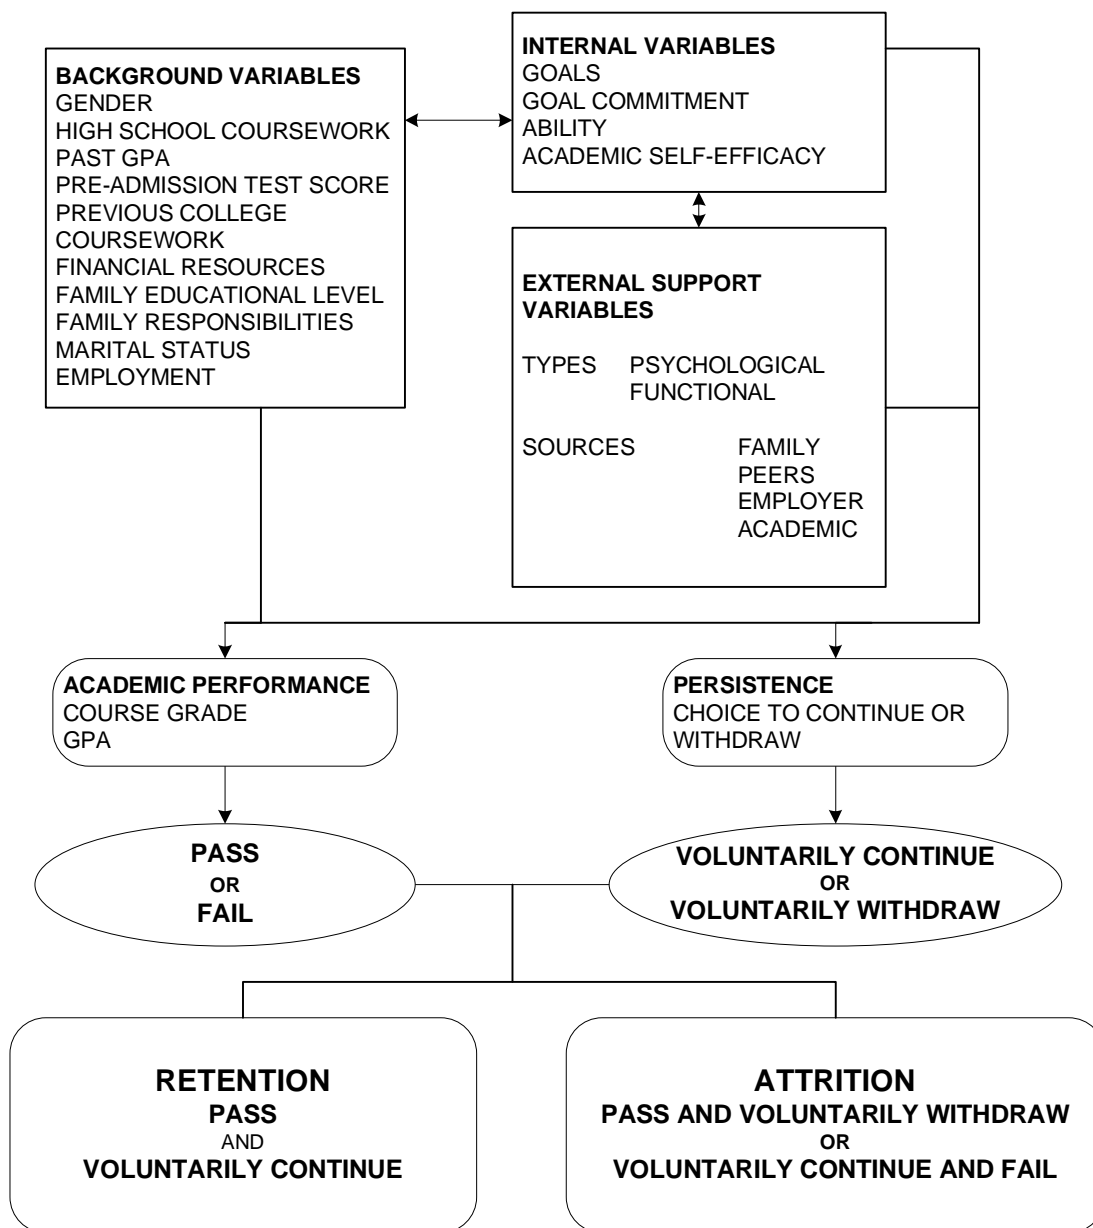 BACKGROUND VARIABLES
GENDER
HIGH SCHOOL COURSEWORK
PAST GPA
PRE-ADMISSION TEST SCORE
PREVIOUS COLLEGE
COURSEWORK
FINANCIAL RESOURCES
FAMILY EDUCATIONAL LEVEL
FAMILY RESPONSIBILITIES
MARITAL STATUS
EMPLOYMENT
INTERNAL VARIABLES
GOALS
GOAL COMMITMENT
ABILITY
ACADEMIC SELF-EFFICACY
EXTERNAL SUPPORT
VARIABLES
TYPES PSYCHOLOGICAL
FUNCTIONAL
SOURCES FAMILY
PEERS
EMPLOYER
ACADEMIC
ACADEMIC PERFORMANCE
COURSE GRADE
GPA
PERSISTENCE
CHOICE TO CONTINUE OR
WITHDRAW
PASS
OR
FAIL
VOLUNTARILY CONTINUE
OR
VOLUNTARILY WITHDRAW
RETENTION
PASS
AND
VOLUNTARILY CONTINUE
ATTRITION
PASS AND VOLUNTARILY WITHDRAW
OR
VOLUNTARILY CONTINUE AND FAIL